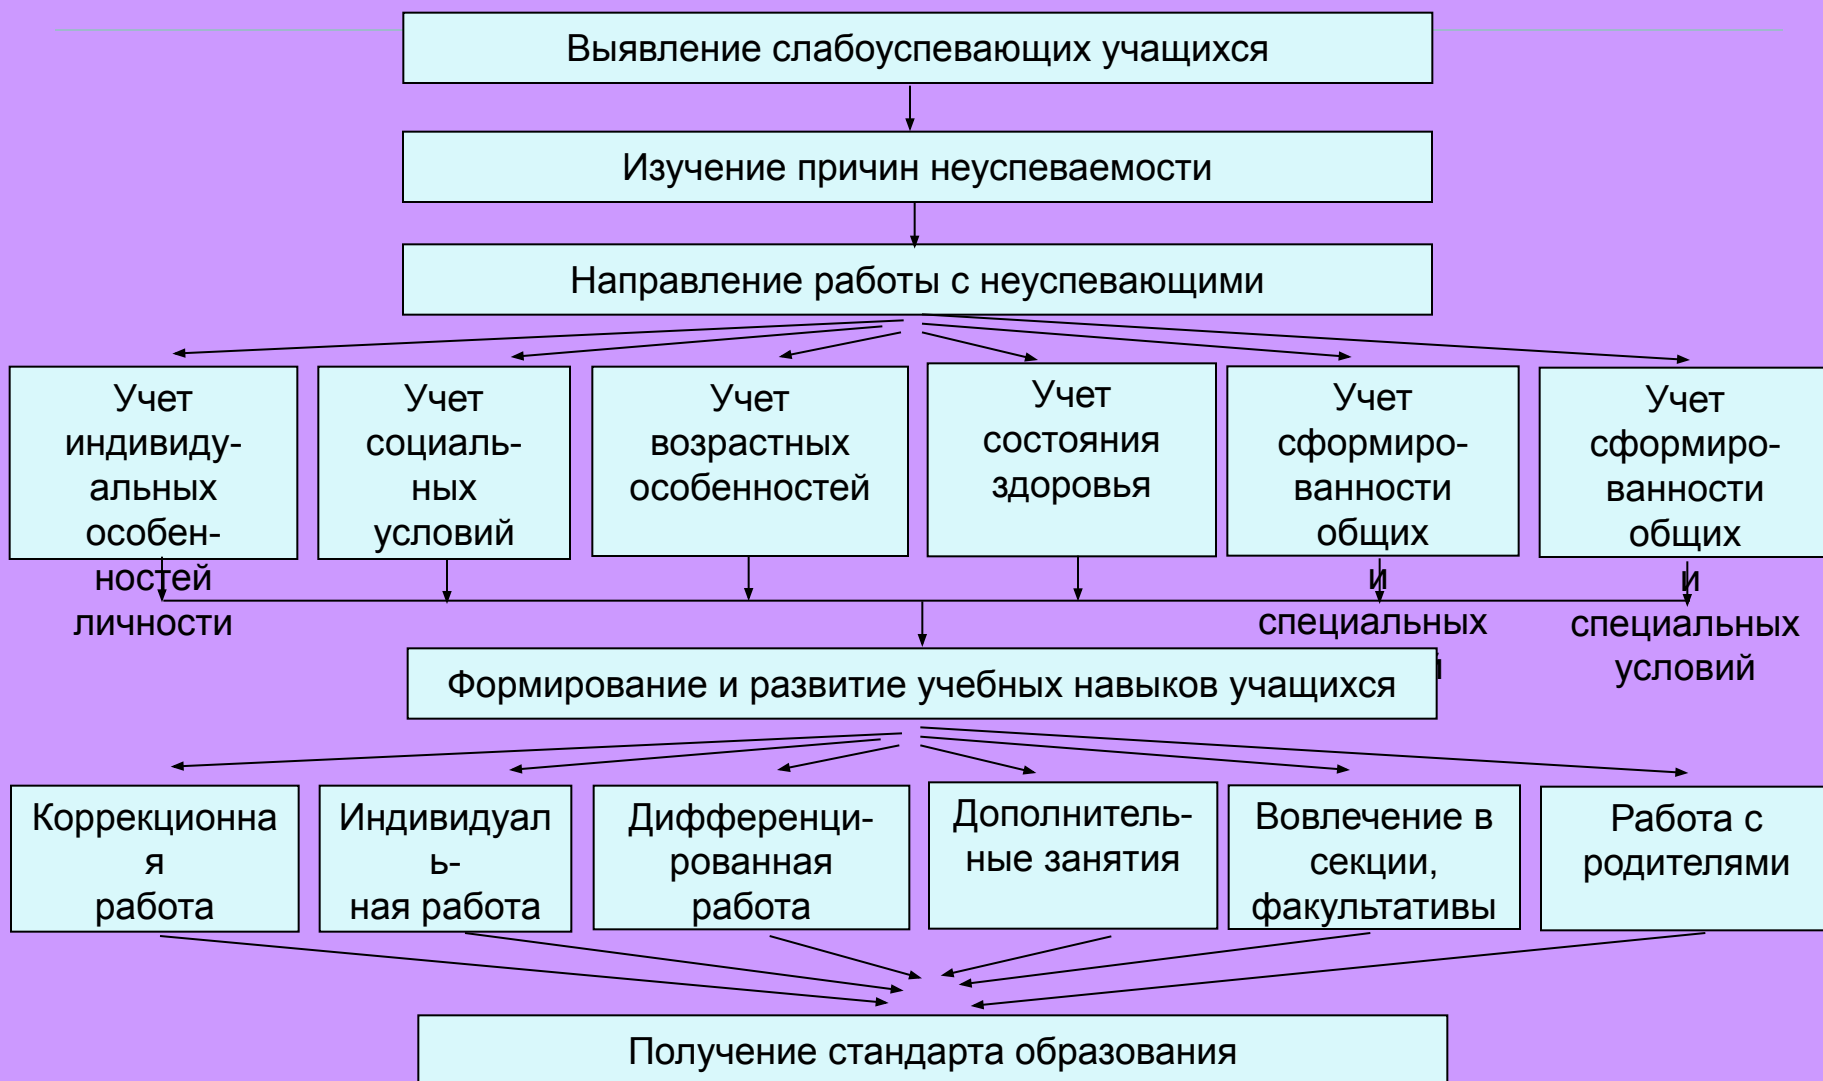 Выявление слабоуспевающих учащихся
Изучение причин неуспеваемости
Направление работы с неуспевающими
Учет
индивиду-
альных
особен-
ностей
личности
Учет
социаль-
ных
условий
Учет
возрастных
особенностей
Учет
состояния
здоровья
Учет
сформиро-
ванности
общих
и
специальных
Учет
сформиро-
ванности
общих
и
специальных
условий
Формирование и развитие учебных навыков учащихся
Коррекционна
я
работа
Индивидуал
ь-
ная работа
Дифференци-
рованная
работа
Дополнитель-
ные занятия
Вовлечение в
секции,
факультативы
Работа с
родителями
Получение стандарта образования